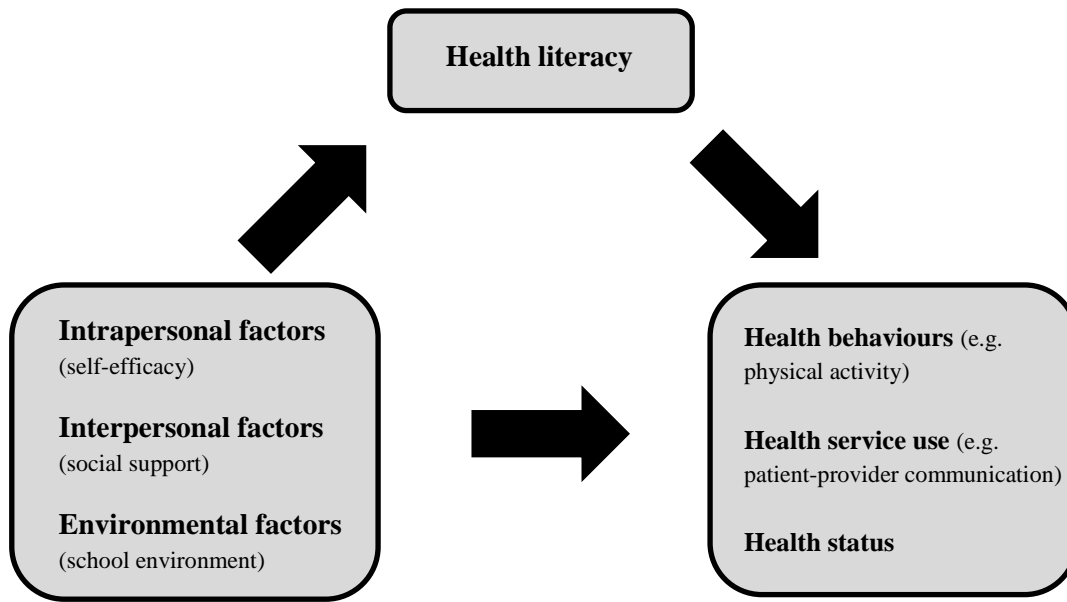 Health literacy
Intrapersonal factors
(self-efficacy)
Interpersonal factors
(social support)
Environmental factors
(school environment)
Health behaviours (e.g.
physical activity)
Health service use (e.g.
patient-provider communication)
Health status